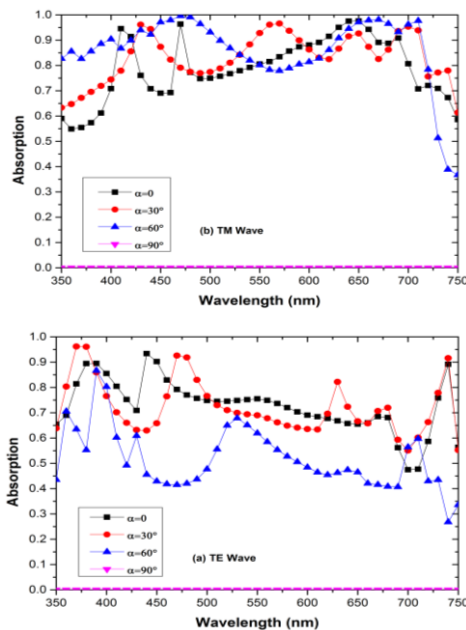 1.0
0.9
0.8
0.7
0.6
0.5
0.4
0.3
0.2
0.1
0.0
Absorption
α=0
α=30°
α=60°
α=90°
(b) TM Wave
350 400 450 500 550 600 650 700 750
Wavelength (nm)
1.0
0.9
0.8
0.7
0.6
0.5
0.4
0.3
0.2
0.1
0.0
Absorption
α=0
α=30°
α=60°
α=90°
(a) TE Wave
350 400 450 500 550 600 650 700 750
Wavelength (nm)